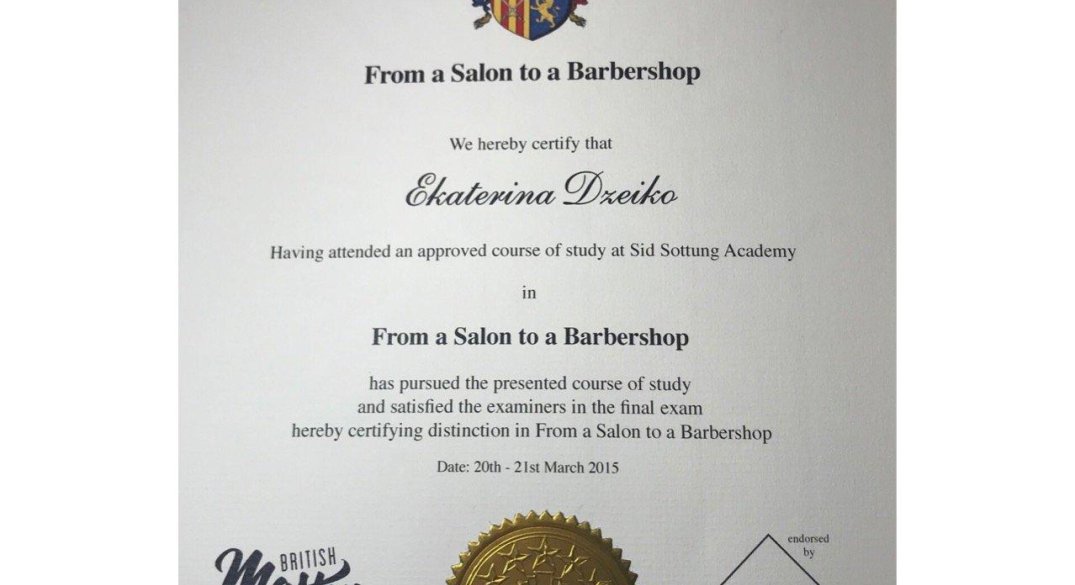 From a Salon to a Barbershop
We hereby certify that
Ekaterina Dzeiko
Having attended an approved course of study at Sid Sottung Academy
in
From a Salon to a Barbershop
has pursued the presented course of study
and satisfied the examiners in the final exam
hereby certifying distinction in From a Salon to a Barbershop
Date: 20th - 21st March 2015
BRITISH
endorsed
by